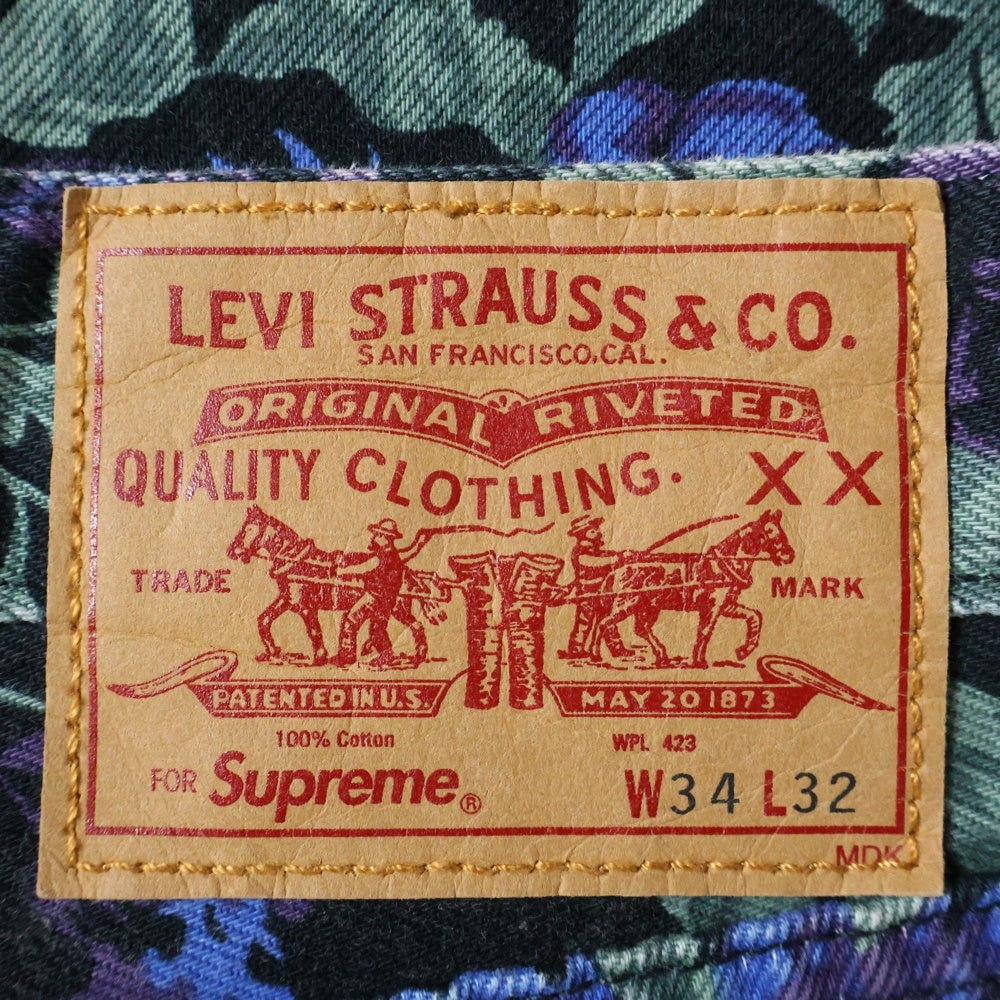 LEVI STRAUSS & CO.
SAN FRANCISCO, CAL.
ORIGINAL RIVETED
QUALITY CLOTHING. XX
TRADE MARK
PATENTED IN U.S. MAY 20 1873
100% Cotton WPL 423
FOR Supreme® W34 L32
MDK